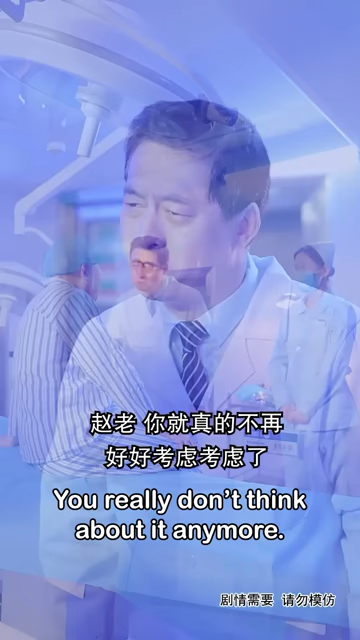 赵老 你就真的不再
好好考虑考虑了
You really don't think
about it anymore.
剧情需要 请勿模仿